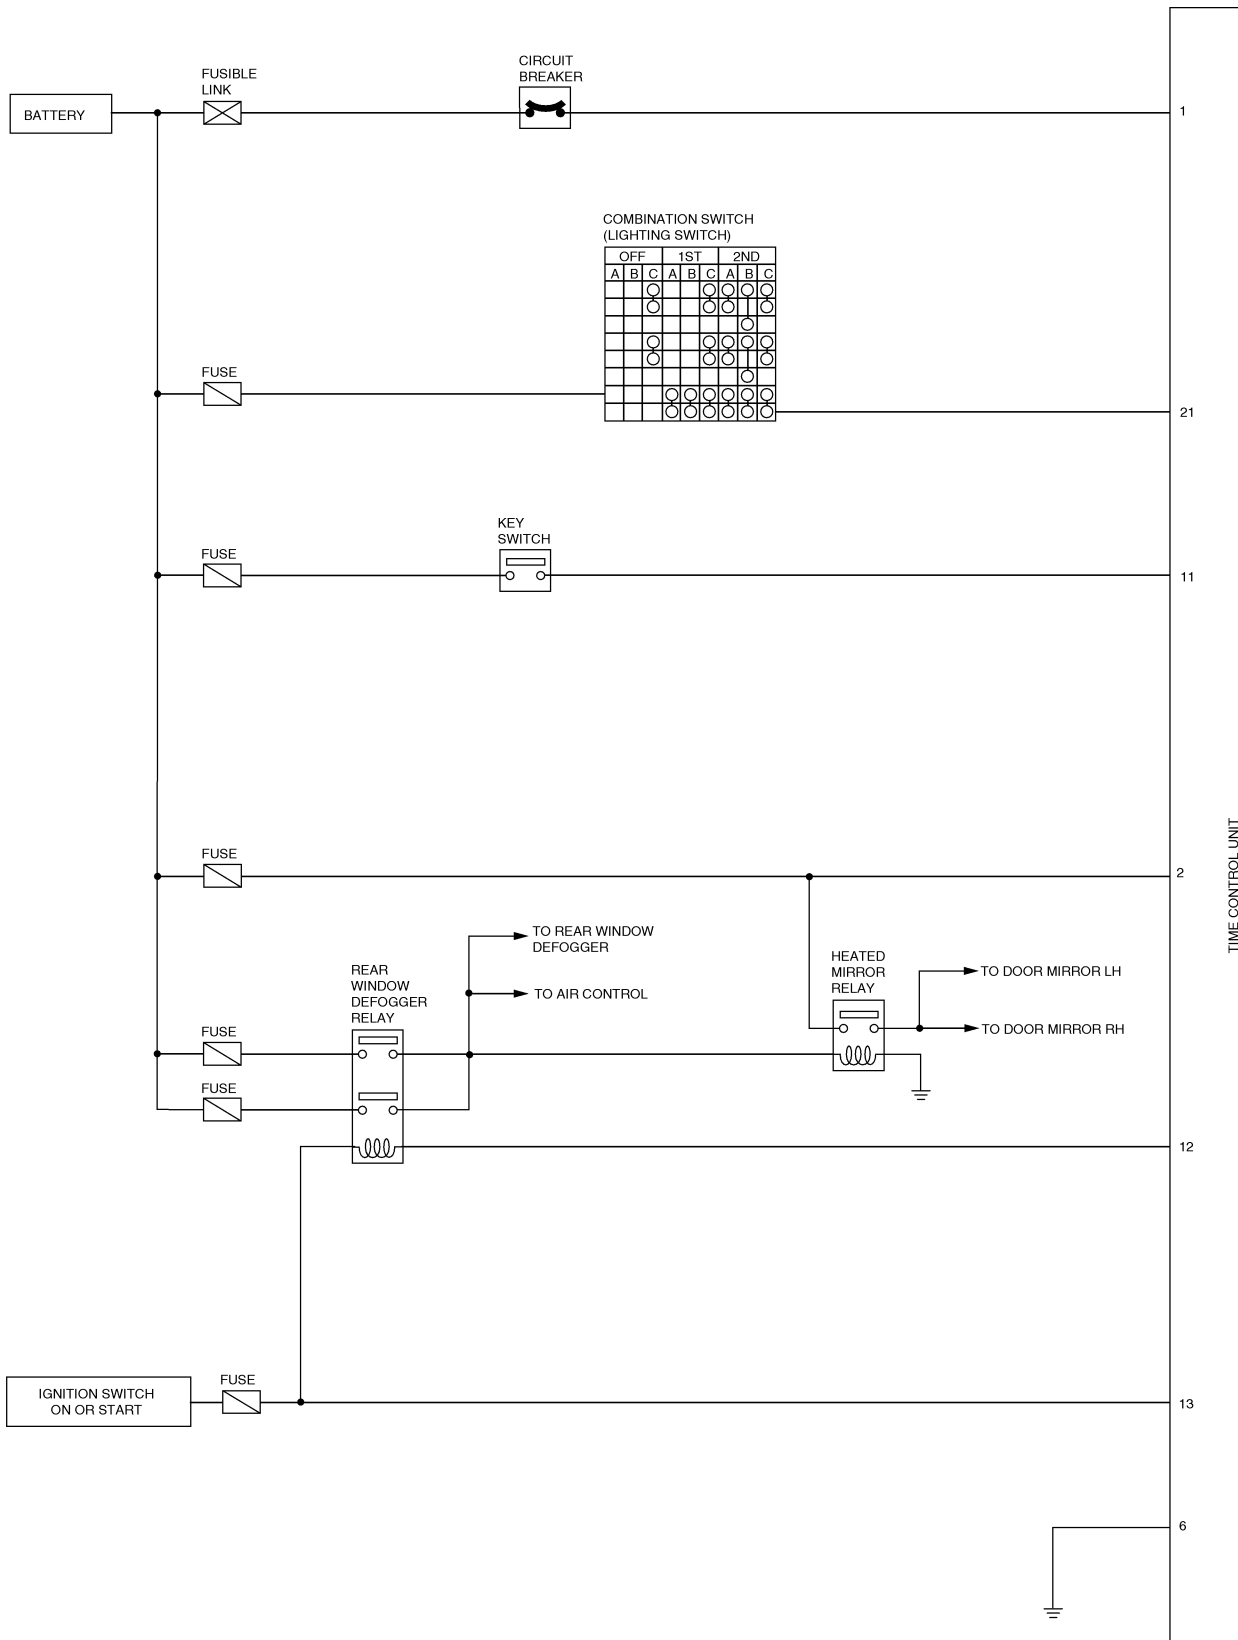 FUSIBLE
LINK
CIRCUIT
BREAKER
BATTERY
1
COMBINATION SWITCH
(LIGHTING SWITCH)
OFF 1ST 2ND
A B C A B C A B C
FUSE
21
KEY
SWITCH
FUSE
11
FUSE
2
TIME CONTROL UNIT
TO REAR WINDOW
DEFOGGER
TO AIR CONTROL
REAR
WINDOW
DEFOGGER
RELAY
HEATED
MIRROR
RELAY
TO DOOR MIRROR LH
TO DOOR MIRROR RH
FUSE
FUSE
12
FUSE
IGNITION SWITCH
ON OR START
13
6